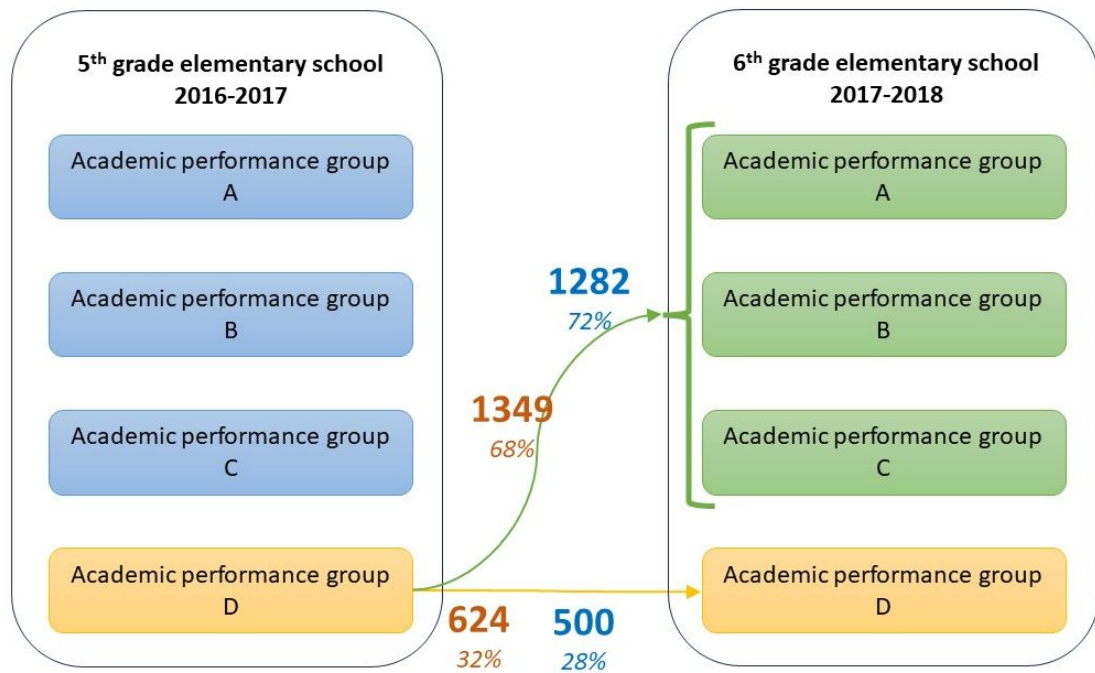 5th grade elementary school
2016-2017
Academic performance group
A
Academic performance group
B
Academic performance group
C
Academic performance group
D
1282
72%
1349
68%
624
32%
500
28%
6th grade elementary school
2017-2018
Academic performance group
A
Academic performance group
B
Academic performance group
C
Academic performance group
D